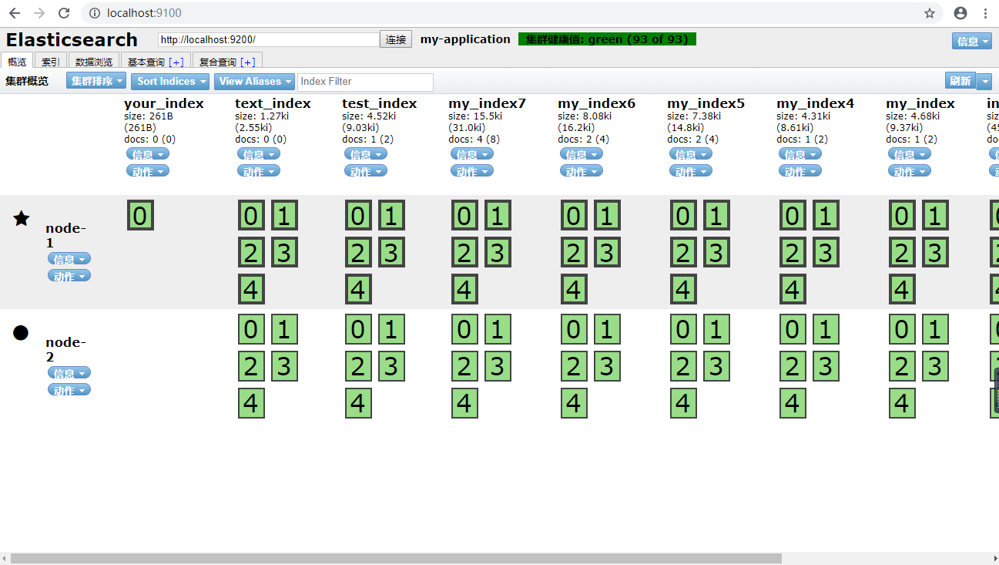 localhost:9100
Elasticsearch http://localhost:9200/ 连接 my-application 集群健康值: green (93 of 93) 信息
概览 索引 数据浏览 基本查询 [+] 复合查询 [+]
集群概览 集群排序 Sort Indices View Aliases Index Filter 刷新
your_index text_index test_index my_index7 my_index6 my_index5 my_index4 my_index in
size: 261B size: 1.27ki size: 4.52ki size: 15.5ki size: 8.08ki size: 7.38ki size: 4.31ki size: 4.68ki size
(261B) (2.55ki) (9.03ki) (31.0ki) (16.2ki) (14.8ki) (8.61ki) (9.37ki) (45
docs: 0 (0) docs: 0 (0) docs: 1 (2) docs: 4 (8) docs: 2 (4) docs: 2 (4) docs: 1 (2) docs: 1 (2)
信息 信息 信息 信息 信息 信息 信息 信息
动作 动作 动作 动作 动作 动作 动作 动作
0 0 1 0 1 0 1 0 1 0 1 0 1 0 1 0
node-
1
2 3 2 3 2 3 2 3 2 3 2 3 2 3 2
信息
动作
4 4 4 4 4 4 4 4
0 1 0 1 0 1 0 1 0 1 0 1 0 1 0
node-
2
2 3 2 3 2 3 2 3 2 3 2 3 2 3
信息
动作
4 4 4 4 4 4 4